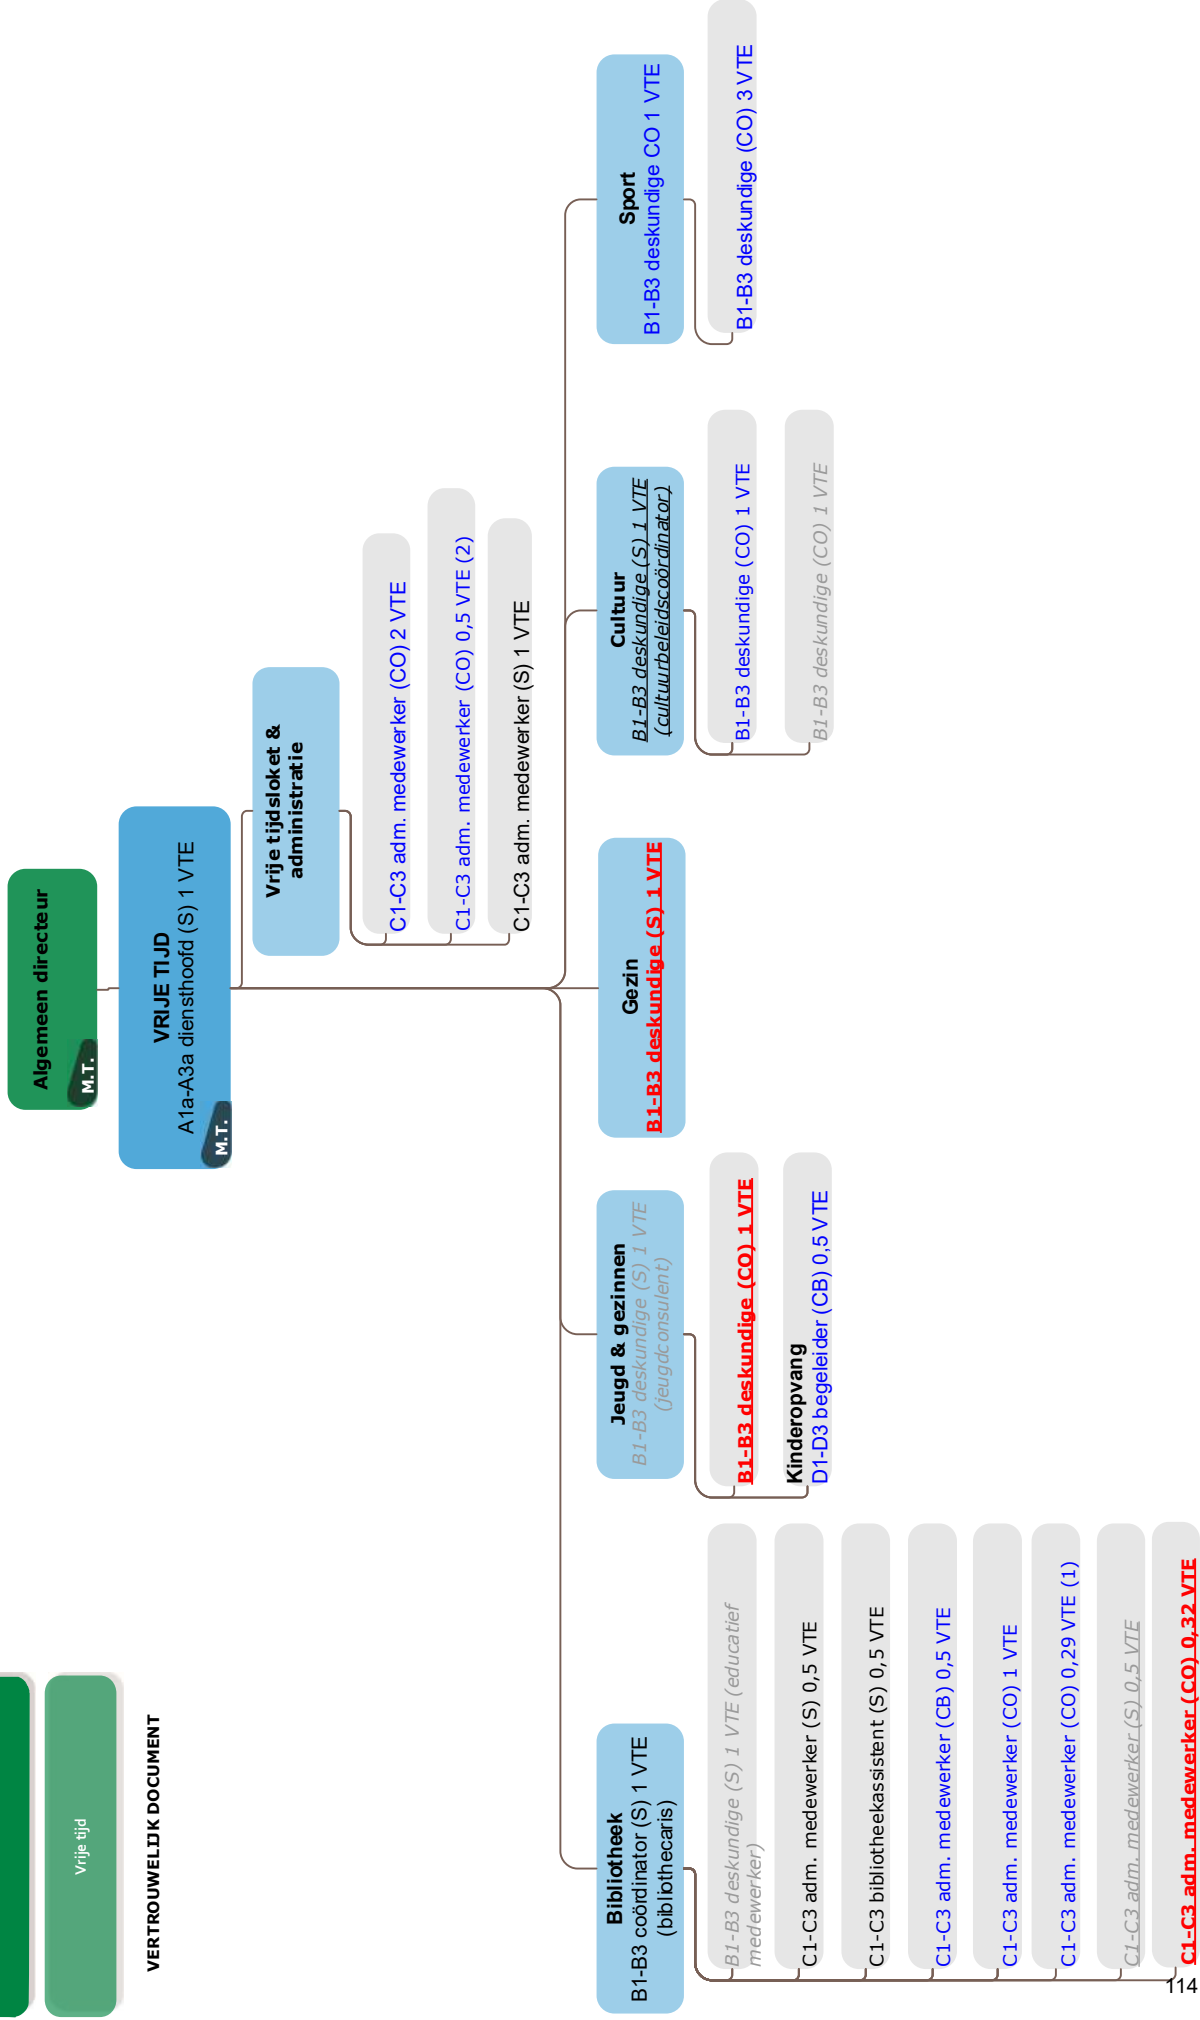 Vrije tijd
VERTROUWELIJK DOCUMENT
Algemeen directeur
M.T.
VRIJE TIJD
A1a-A3a diensthoofd (S) 1 VTE
M.T.
Vrije tijdsloket &
administratie
C1-C3 adm. medewerker (CO) 2 VTE
C1-C3 adm. medewerker (CO) 0,5 VTE (2)
C1-C3 adm. medewerker (S) 1 VTE
Bibliotheek
B1-B3 coördinator (S) 1 VTE
(bibliothecaris)
B1-B3 deskundige (S) 1 VTE (educatief
medewerker)
C1-C3 adm. medewerker (S) 0,5 VTE
C1-C3 bibliotheekassistent (S) 0,5 VTE
C1-C3 adm. medewerker (CB) 0,5 VTE
C1-C3 adm. medewerker (CO) 1 VTE
C1-C3 adm. medewerker (CO) 0,29 VTE (1)
C1-C3 adm. medewerker (S) 0,5 VTE
C1-C3 adm. medewerker (CO) 0,32 VTE
Jeugd & gezinnen
B1-B3 deskundige (S) 1 VTE
(jeugdconsulent)
B1-B3 deskundige (CO) 1 VTE
Kinderopvang
D1-D3 begeleider (CB) 0,5 VTE
Gezin
B1-B3 deskundige (S) 1 VTE
Cultuur
B1-B3 deskundige (S) 1 VTE
(cultuurbeleidscoördinator)
B1-B3 deskundige (CO) 1 VTE
B1-B3 deskundige (CO) 1 VTE
Sport
B1-B3 deskundige CO 1 VTE
B1-B3 deskundige (CO) 3 VTE
114